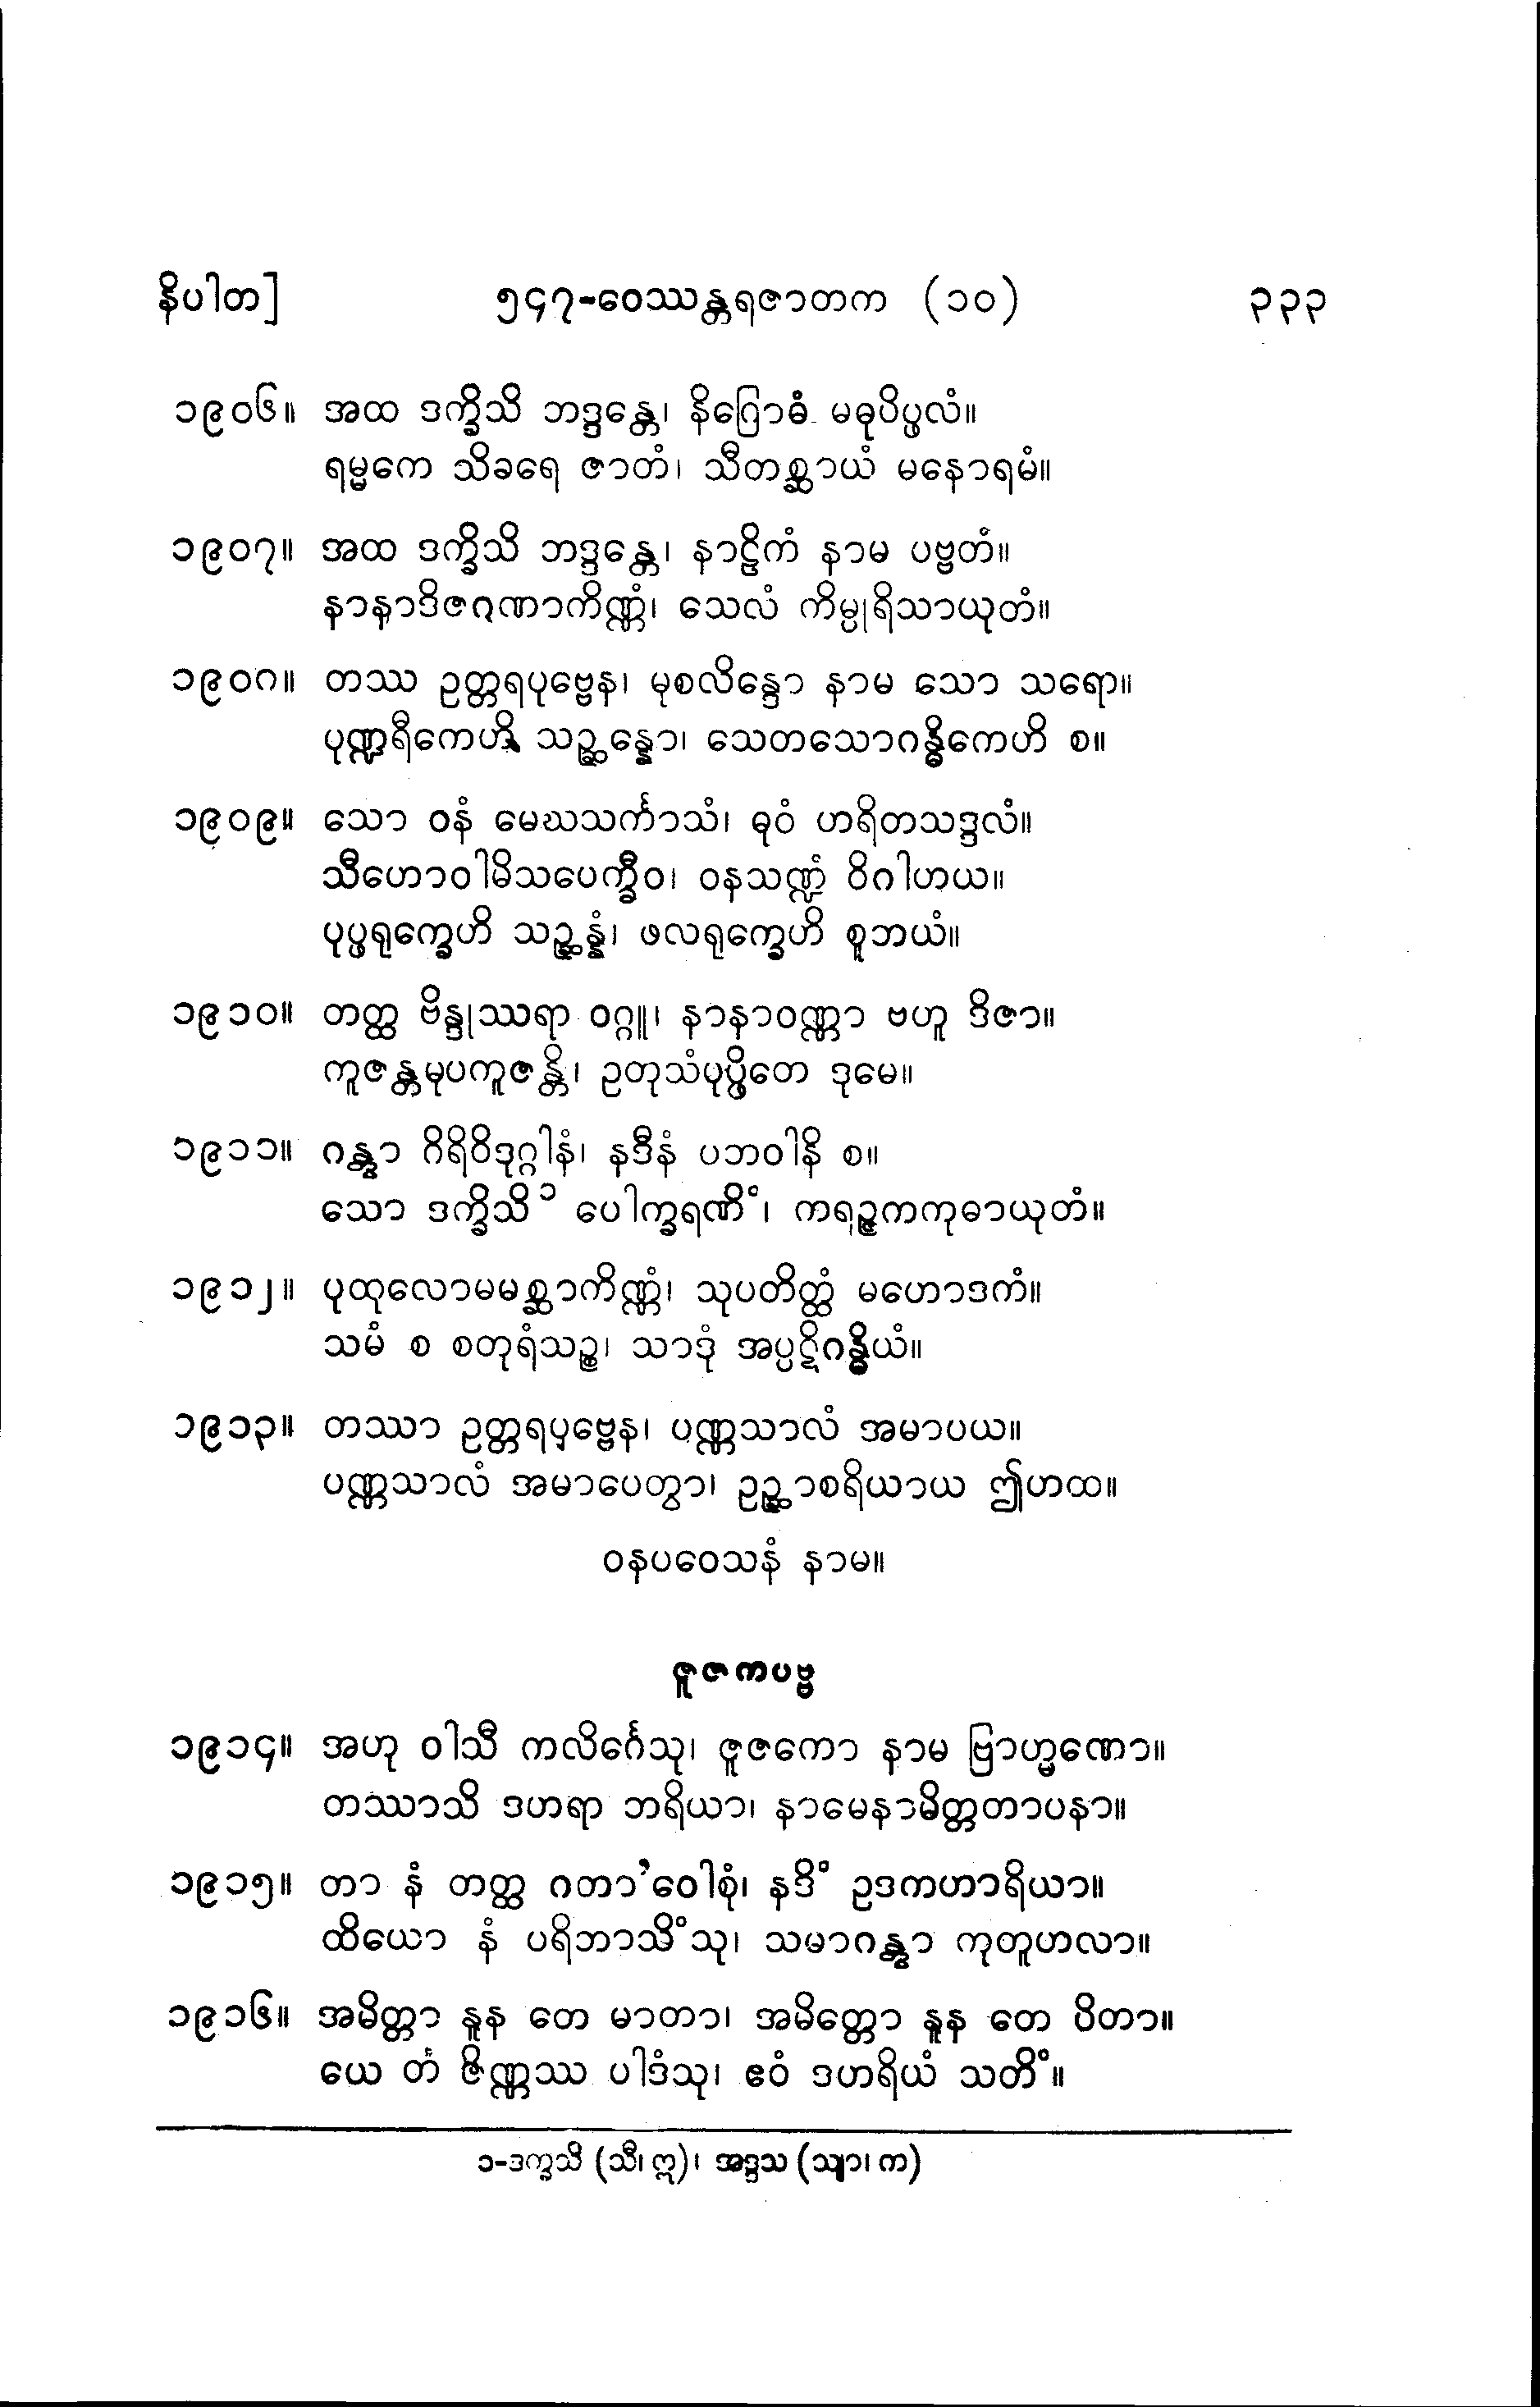 နိပါတ] ၅၄၇-ဝေဿန္တရဇာတက (၁၀) ၃၃၃
၁၉၀၆။ အထ ဒက္ခိသိ ဘဒ္ဒန္တေ၊ နိဂြောဓံ မဓုပိပ္ဖလံ။
ရမ္မကေ သိခရေ ဇာတံ၊ သီတစ္ဆာယံ မနောရမံ။
၁၉၀၇။ အထ ဒက္ခိသိ ဘဒ္ဒန္တေ၊ နာဠိကံ နာမ ပဗ္ဗတံ။
နာနာဒိဇဂဏာကိဏ္ဏံ၊ သေလံ ကိမ္ပုရိသာယုတံ။
၁၉၀၈။ တဿ ဥတ္တရပုဗ္ဗေန၊ မုစလိန္ဒော နာမ သော သရော။
ပုဏ္ဍရီကေဟိ သဉ္ဆန္နော၊ သေတသောဂန္ဓိကေဟိ စ။
၁၉၀၉။ သော ဝနံ မေဃသင်္ကာသံ၊ ဓုဝံ ဟရိတသဒ္ဒလံ။
သီဟောဝါမိသပေက္ခီဝ၊ ဝနသဏ္ဍံ ဝိဂါဟယ။
ပုပ္ဖရုက္ခေဟိ သဉ္ဆန္နံ၊ ဖလရုက္ခေဟိ စူဘယံ။
၁၉၁၀။ တတ္ထ ဗိန္ဒုဿရာ ဝဂ္ဂူ၊ နာနာဝဏ္ဏာ ဗဟူ ဒိဇာ။
ကူဇန္တမုပကူဇန္တိ၊ ဥတုသံပုပ္ဖိတေ ဒုမေ။
၁၉၁၁။ ဂန္တွာ ဂိရိဝိဒုဂ္ဂါနံ၊ နဒီနံ ပဘဝါနိ စ။
သော ဒက္ခိသိ ၁ ပေါက္ခရဏိံ၊ ကရဉ္ဇကကုဓာယုတံ။
၁၉၁၂။ ပုထုလောမမစ္ဆာကိဏ္ဏံ၊ သုပတိတ္ထံ မဟောဒကံ။
သမံ စ စတုရံသဉ္စ၊ သာဒုံ အပ္ပဋိဂန္ဓိယံ။
၁၉၁၃။ တဿာ ဥတ္တရပုဗ္ဗေန၊ ပဏ္ဏသာလံ အမာပယ။
ပဏ္ဏသာလံ အမာပေတွာ၊ ဥဉ္ဆာစရိယာယ ဤဟထ။
ဝနပဝေသနံ နာမ။
ဇူဇကပဗ္ဗ
၁၉၁၄။ အဟု ဝါသီ ကလိင်္ဂေသု၊ ဇူဇကော နာမ ဗြာဟ္မဏော။
တဿာသိ ဒဟရာ ဘရိယာ၊ နာမေနာမိတ္တတာပနာ။
၁၉၁၅။ တာ နံ တတ္ထ ဂတာ’ဝေါစုံ၊ နဒိံ ဥဒကဟာရိယာ။
ထိယော နံ ပရိဘာသိံသု၊ သမာဂန္တွာ ကုတူဟလာ။
၁၉၁၆။ အမိတ္တာ နူန တေ မာတာ၊ အမိတ္တော နူန တေ ပိတာ။
ယေ တံ ဇိဏ္ဏဿ ပါဒံသု၊ ဧဝံ ဒဟရိယံ သတိံ။
၁-ဒက္ခသိ (သီ၊ ဣ)၊ အဒ္ဒသ (သျာ၊ က)